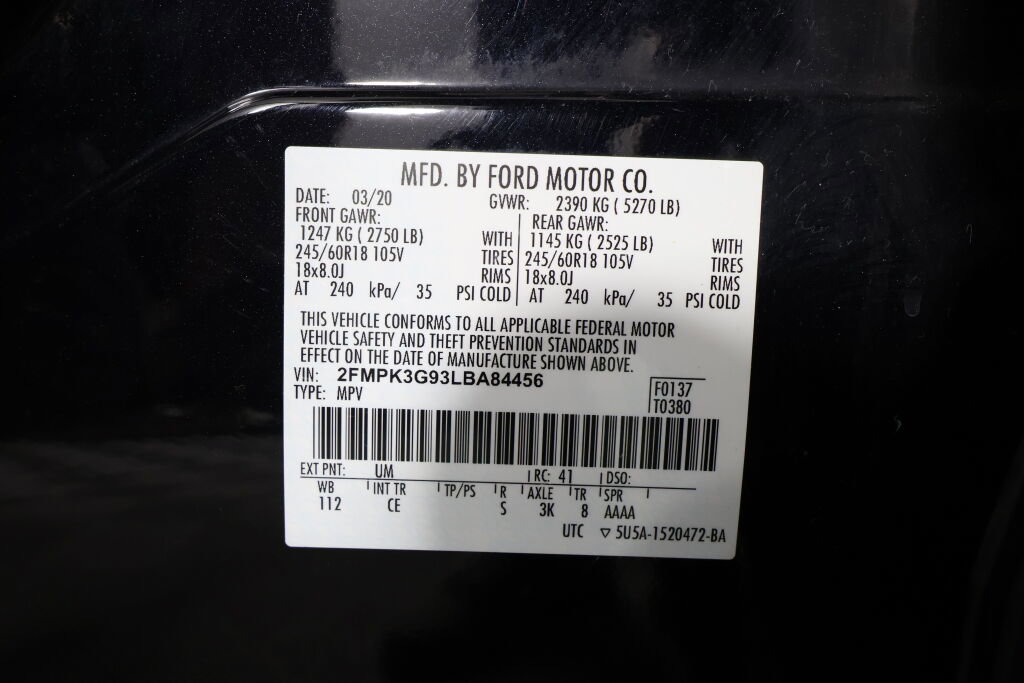 MFD. BY FORD MOTOR CO.
DATE: 03/20 GVWR: 2390 KG ( 5270 LB)
FRONT GAWR: REAR GAWR:
1247 KG ( 2750 LB) WITH 1145 KG ( 2525 LB) WITH
245/60R18 105V TIRES 245/60R18 105V TIRES
18x8.0J RIMS 18x8.0J RIMS
AT 240 kPa/ 35 PSI COLD AT 240 kPa/ 35 PSI COLD
THIS VEHICLE CONFORMS TO ALL APPLICABLE FEDERAL MOTOR
VEHICLE SAFETY AND THEFT PREVENTION STANDARDS IN
EFFECT ON THE DATE OF MANUFACTURE SHOWN ABOVE.
VIN: 2FMPK3G93LBA84456 F0137
TYPE: MPV T0380
EXT PNT: UM RC: 41 DSO:
WB INT TR TP/PS R AXLE TR SPR
112 CE S 3K 8 AAAA
UTC ▽ 5U5A-1520472-BA